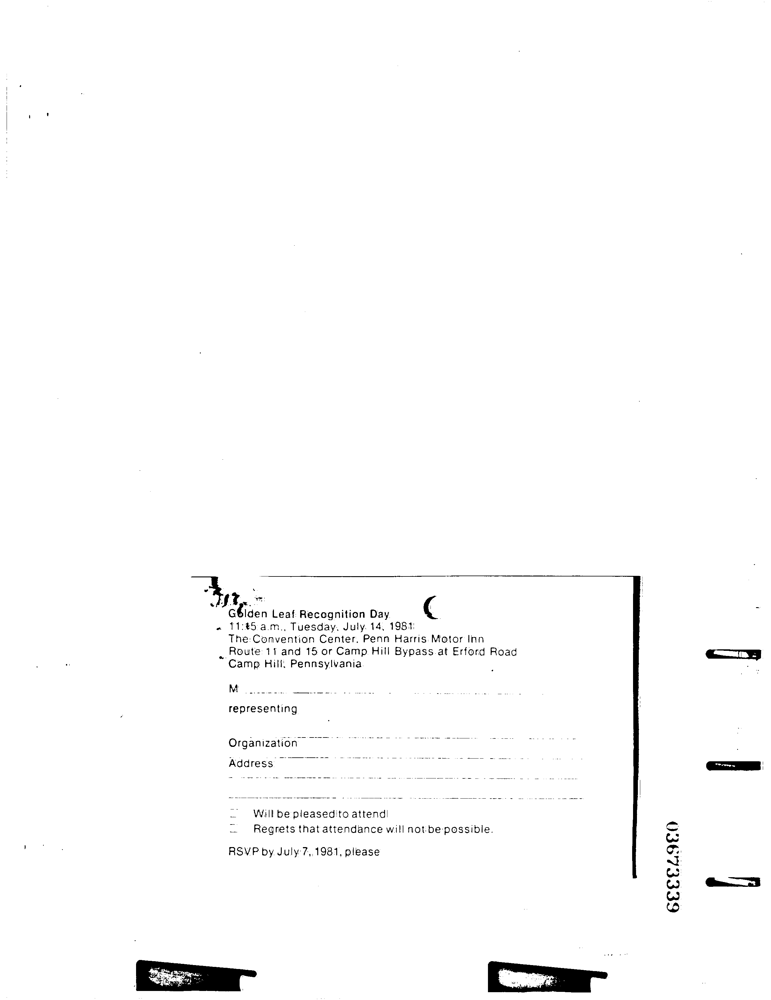 Golden Leaf Recognition Day
11:15 a.m., Tuesday, July 14, 1981
The Convention Center, Penn Harris Motor Inn
Route 11 and 15 or Camp Hill Bypass at Erford Road
Camp Hill, Pennsylvania
M
representing
Organization
Address
Will be pleased to attend
Regrets that attendance will not be possible.
RSVP by July 7, 1981, please
03673339